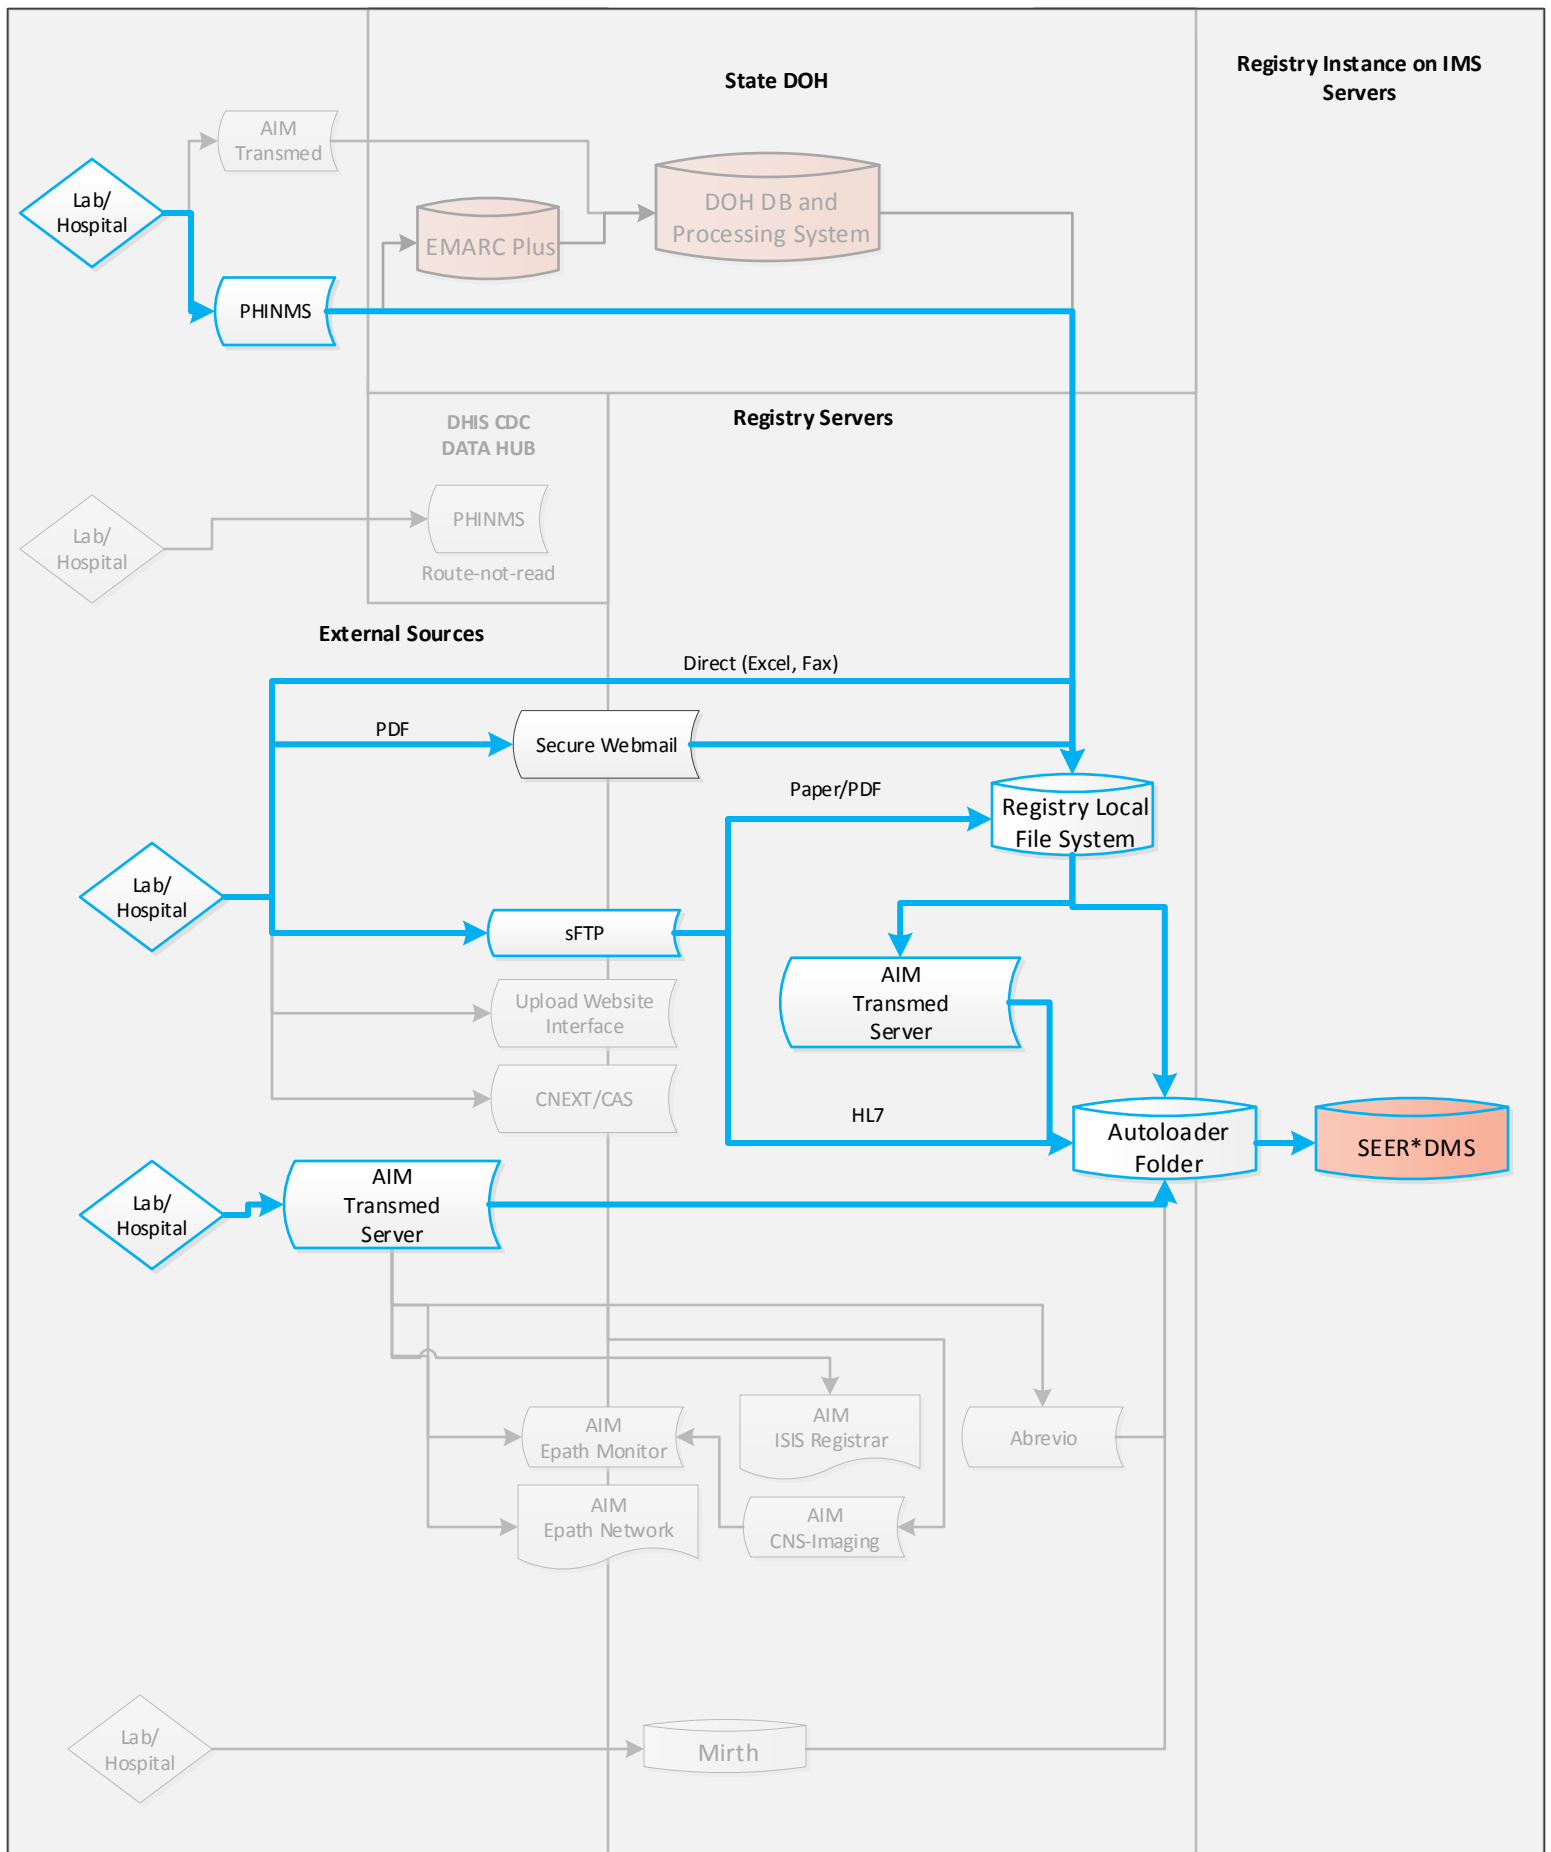 State DOH
Registry Instance on IMS
Servers
AIM
Transmed
Lab/
Hospital
DOH DB and
Processing System
EMARC Plus
PHINMS
DHIS CDC
DATA HUB
Registry Servers
PHINMS
Lab/
Hospital
Route-not-read
External Sources
Direct (Excel, Fax)
PDF
Secure Webmail
Paper/PDF
Registry Local
File System
Lab/
Hospital
sFTP
AIM
Transmed
Server
Upload Website
Interface
CNEXT/CAS
HL7
Autoloader
Folder
SEER*DMS
Lab/
Hospital
AIM
Transmed
Server
AIM
Epath Monitor
AIM
ISIS Registrar
Abrevio
AIM
Epath Network
AIM
CNS-Imaging
Lab/
Hospital
Mirth